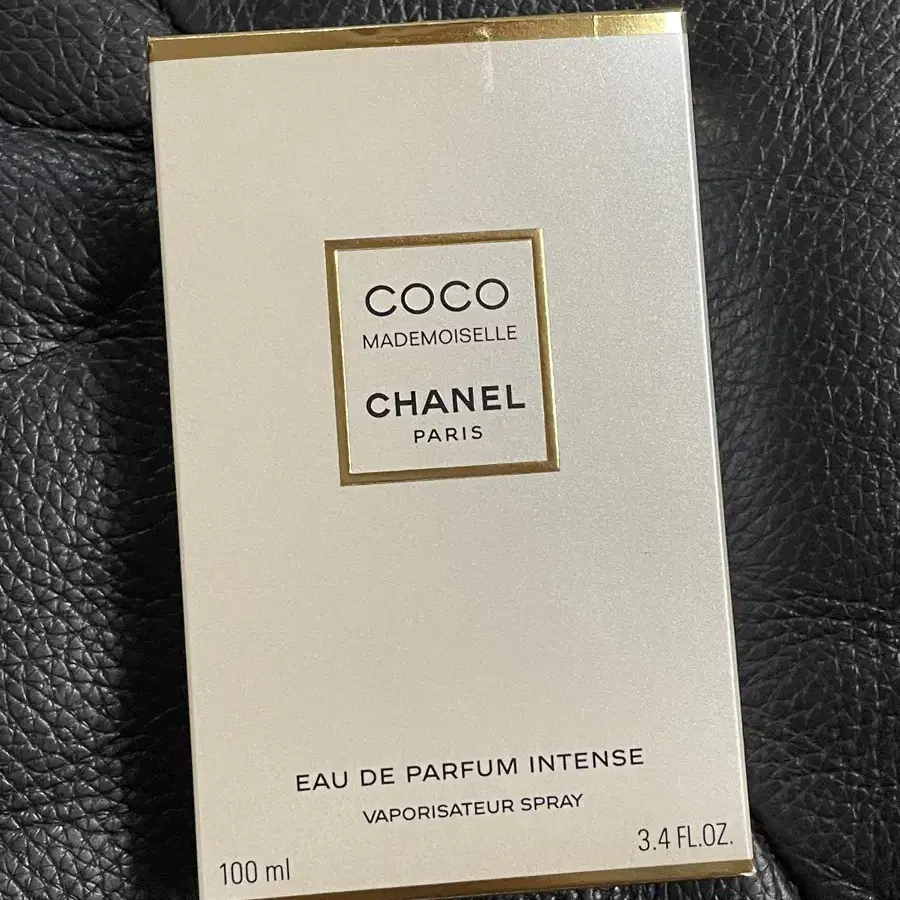 COCO
MADEMOISELLE
CHANEL
PARIS
EAU DE PARFUM INTENSE
VAPORISATEUR SPRAY
100 ml
3.4 FL.OZ.